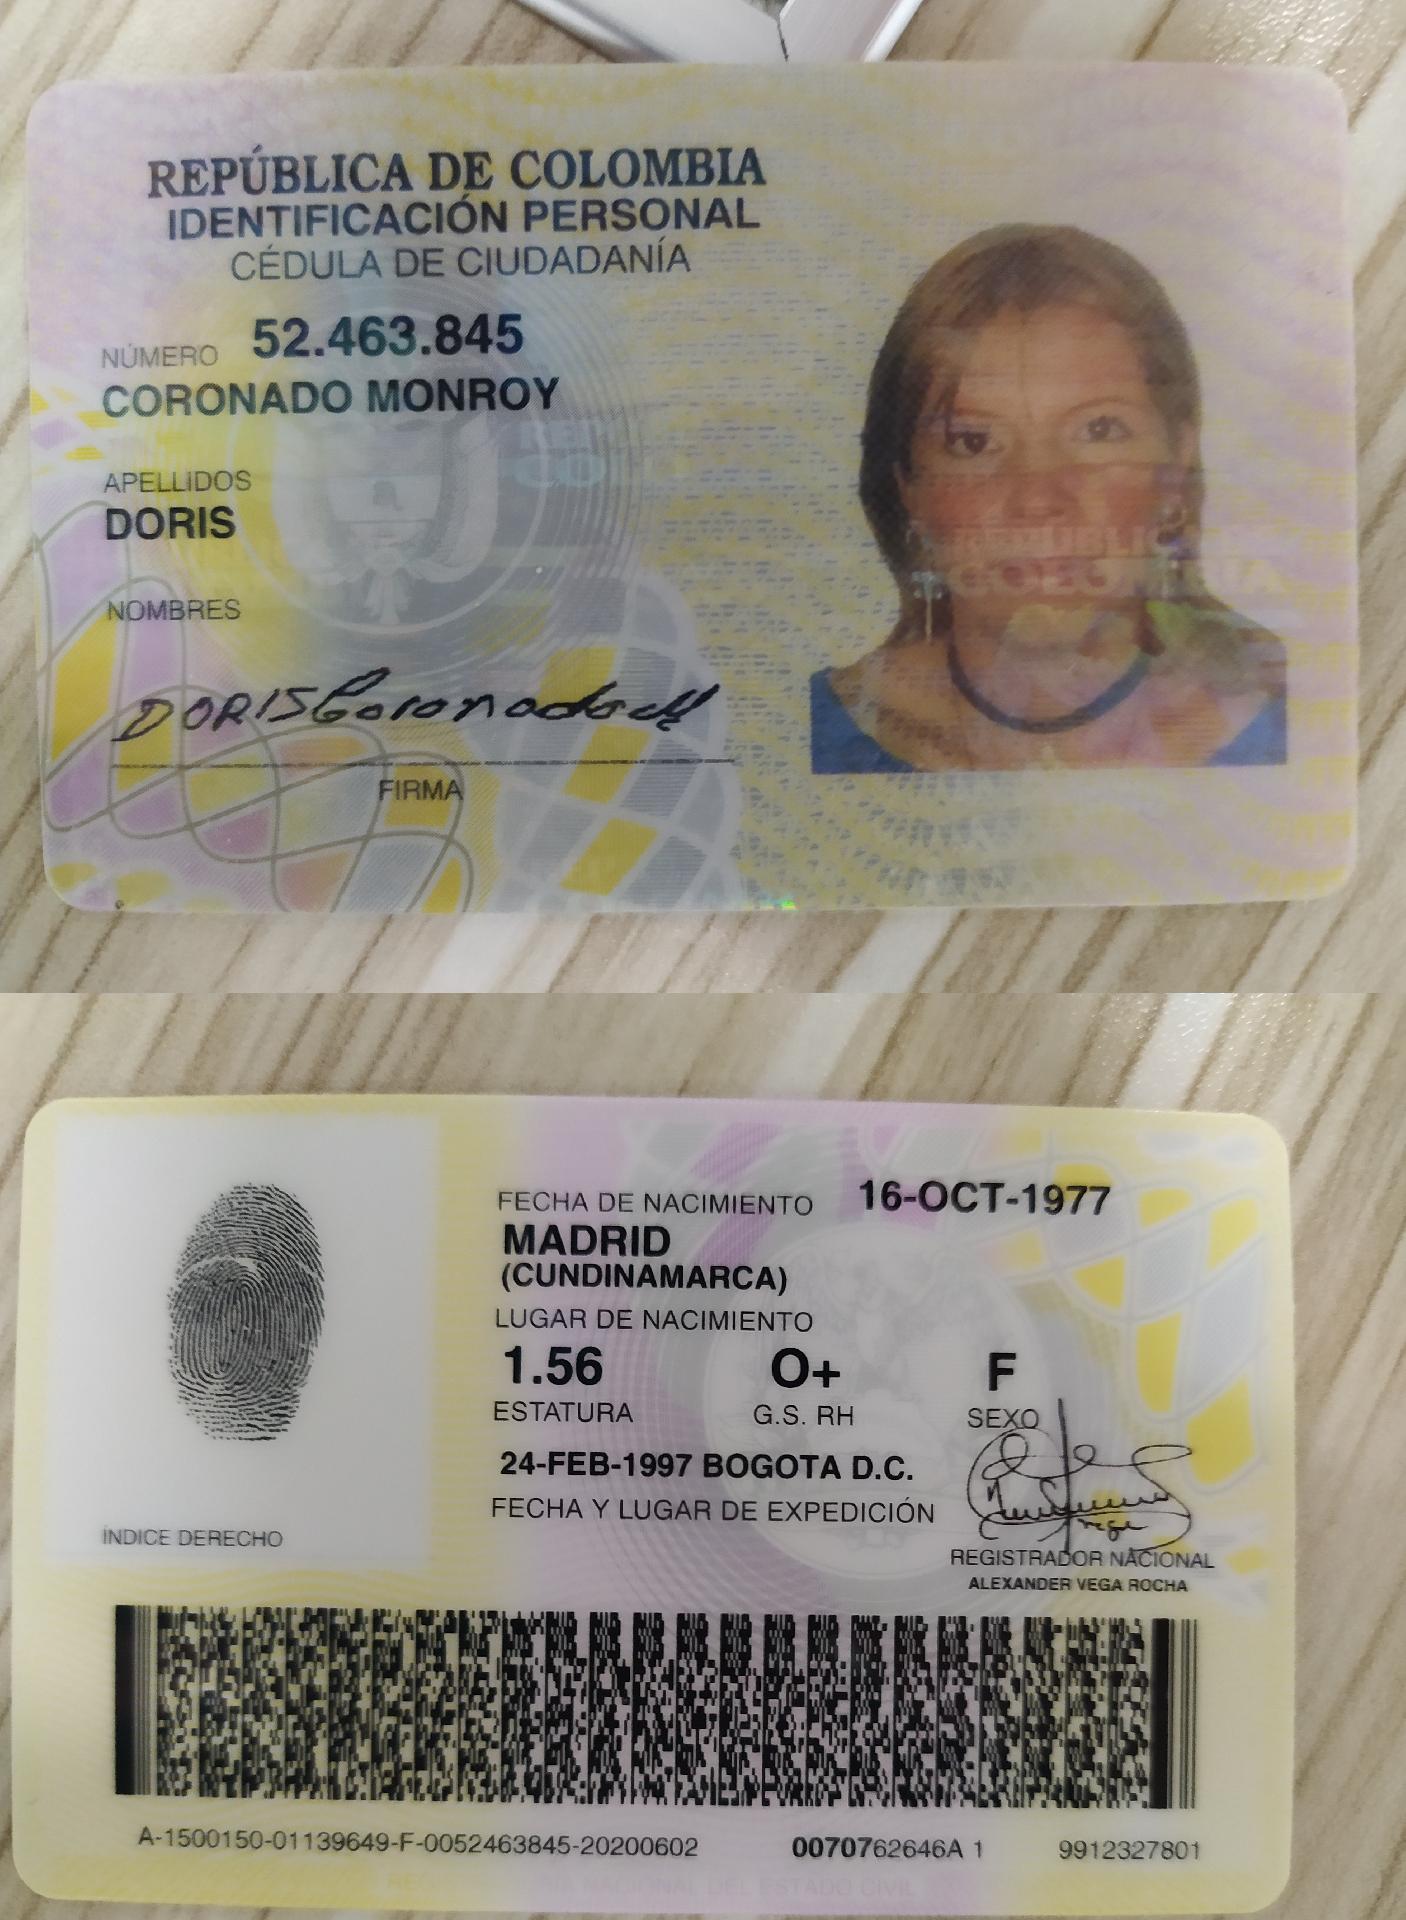 REPÚBLICA DE COLOMBIA
IDENTIFICACIÓN PERSONAL
CÉDULA DE CIUDADANÍA
NÚMERO 52.463.845
CORONADO MONROY
APELLIDOS
DORIS
NOMBRES
DORIS Coronado M
FIRMA
REPUBLICA DE
COLOMBIA
FECHA DE NACIMIENTO 16-OCT-1977
MADRID
(CUNDINAMARCA)
LUGAR DE NACIMIENTO
1.56 O+ F
ESTATURA G.S. RH SEXO
24-FEB-1997 BOGOTA D.C.
FECHA Y LUGAR DE EXPEDICIÓN
ÍNDICE DERECHO
REGISTRADOR NACIONAL
ALEXANDER VEGA ROCHA
A-1500150-01139649-F-0052463845-20200602 0070762646A 1 9912327801